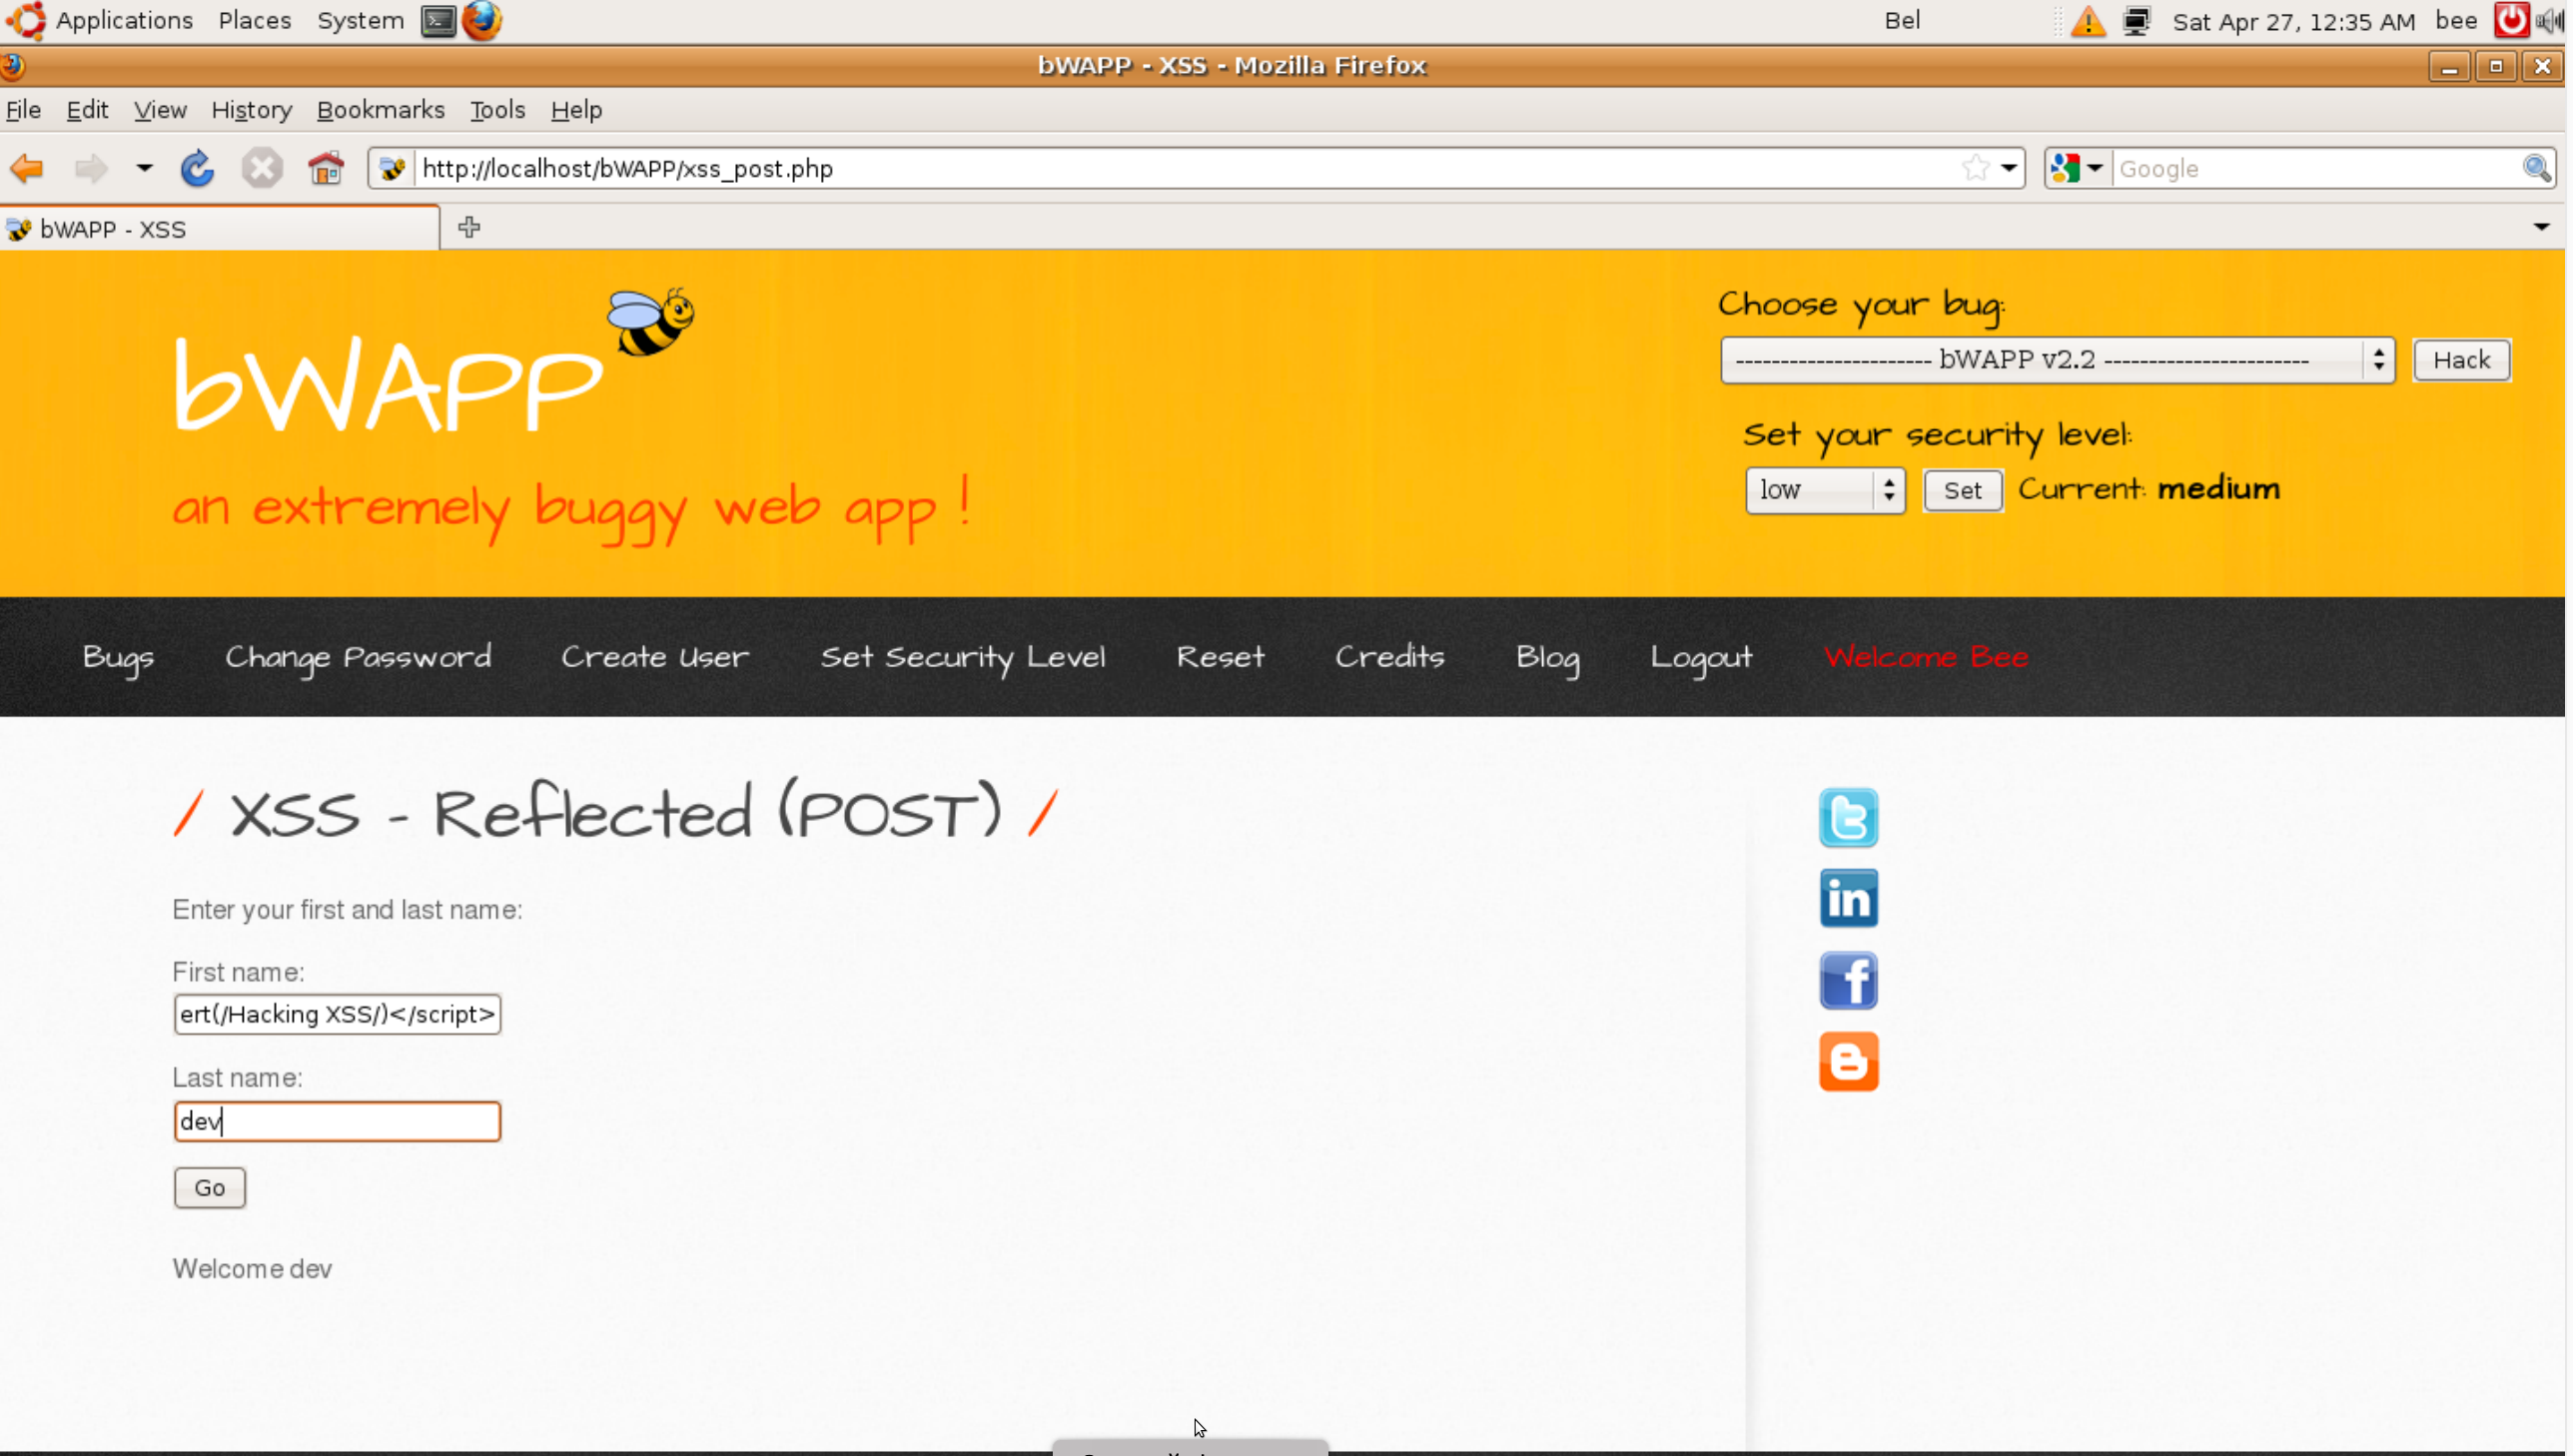 Applications Places System Bel Sat Apr 27, 12:35 AM bee
bWAPP - XSS - Mozilla Firefox
File Edit View History Bookmarks Tools Help
http://localhost/bWAPP/xss_post.php Google
bWAPP - XSS
Choose your bug:
bWAPP
---------------------- bWAPP v2.2 ----------------------- Hack
Set your security level:
low Set Current: medium
an extremely buggy web app !
Bugs Change Password Create User Set Security Level Reset Credits Blog Logout Welcome Bee
/ XSS - Reflected (POST) /
Enter your first and last name:
First name:
ert(/Hacking XSS/)</script>
Last name:
dev
Go
Welcome dev